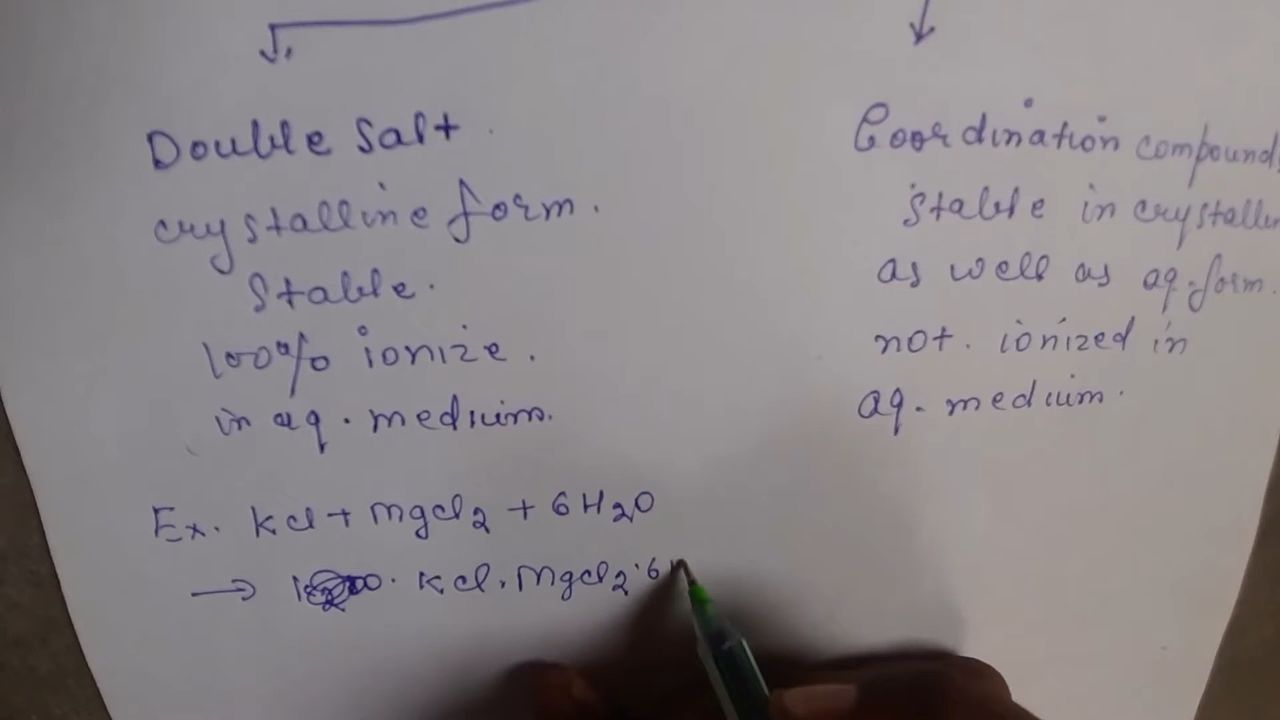 Double Salt.
crystalline form.
Stable.
100% ionize.
in aq. medium.
Ex. KCl + MgCl2 + 6H2O
→ KCl.MgCl2.6
Coordination compound
stable in crystallin
as well as aq. form.
not. ionized in
aq. medium.